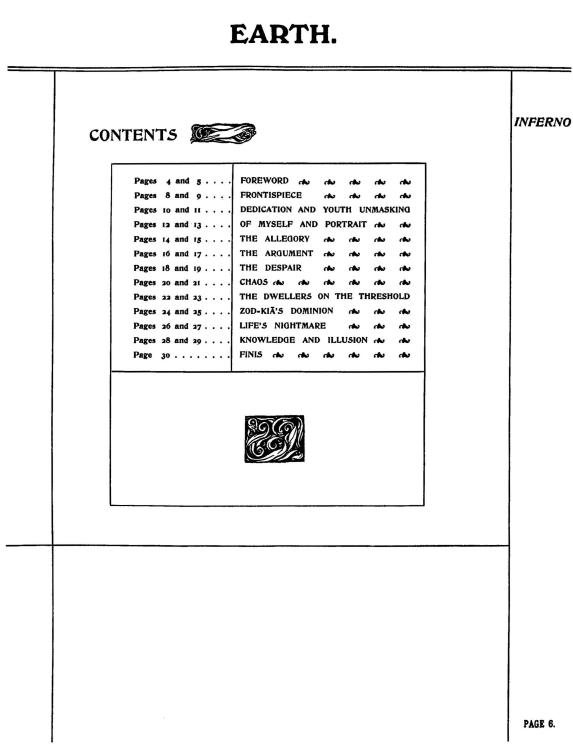 EARTH.
INFERNO
CONTENTS
Pages 4 and 5 . . . . FOREWORD
Pages 8 and 9 . . . . FRONTISPIECE
Pages 10 and 11 . . . . DEDICATION AND YOUTH UNMASKING
Pages 12 and 13 . . . . OF MYSELF AND PORTRAIT
Pages 14 and 15 . . . . THE ALLEGORY
Pages 16 and 17 . . . . THE ARGUMENT
Pages 18 and 19 . . . . THE DESPAIR
Pages 20 and 21 . . . . CHAOS
Pages 22 and 23 . . . . THE DWELLERS ON THE THRESHOLD
Pages 24 and 25 . . . . ZOD-KIĀ'S DOMINION
Pages 26 and 27 . . . . LIFE'S NIGHTMARE
Pages 28 and 29 . . . . KNOWLEDGE AND ILLUSION
Page 30 . . . . . . . . FINIS
PAGE 6.